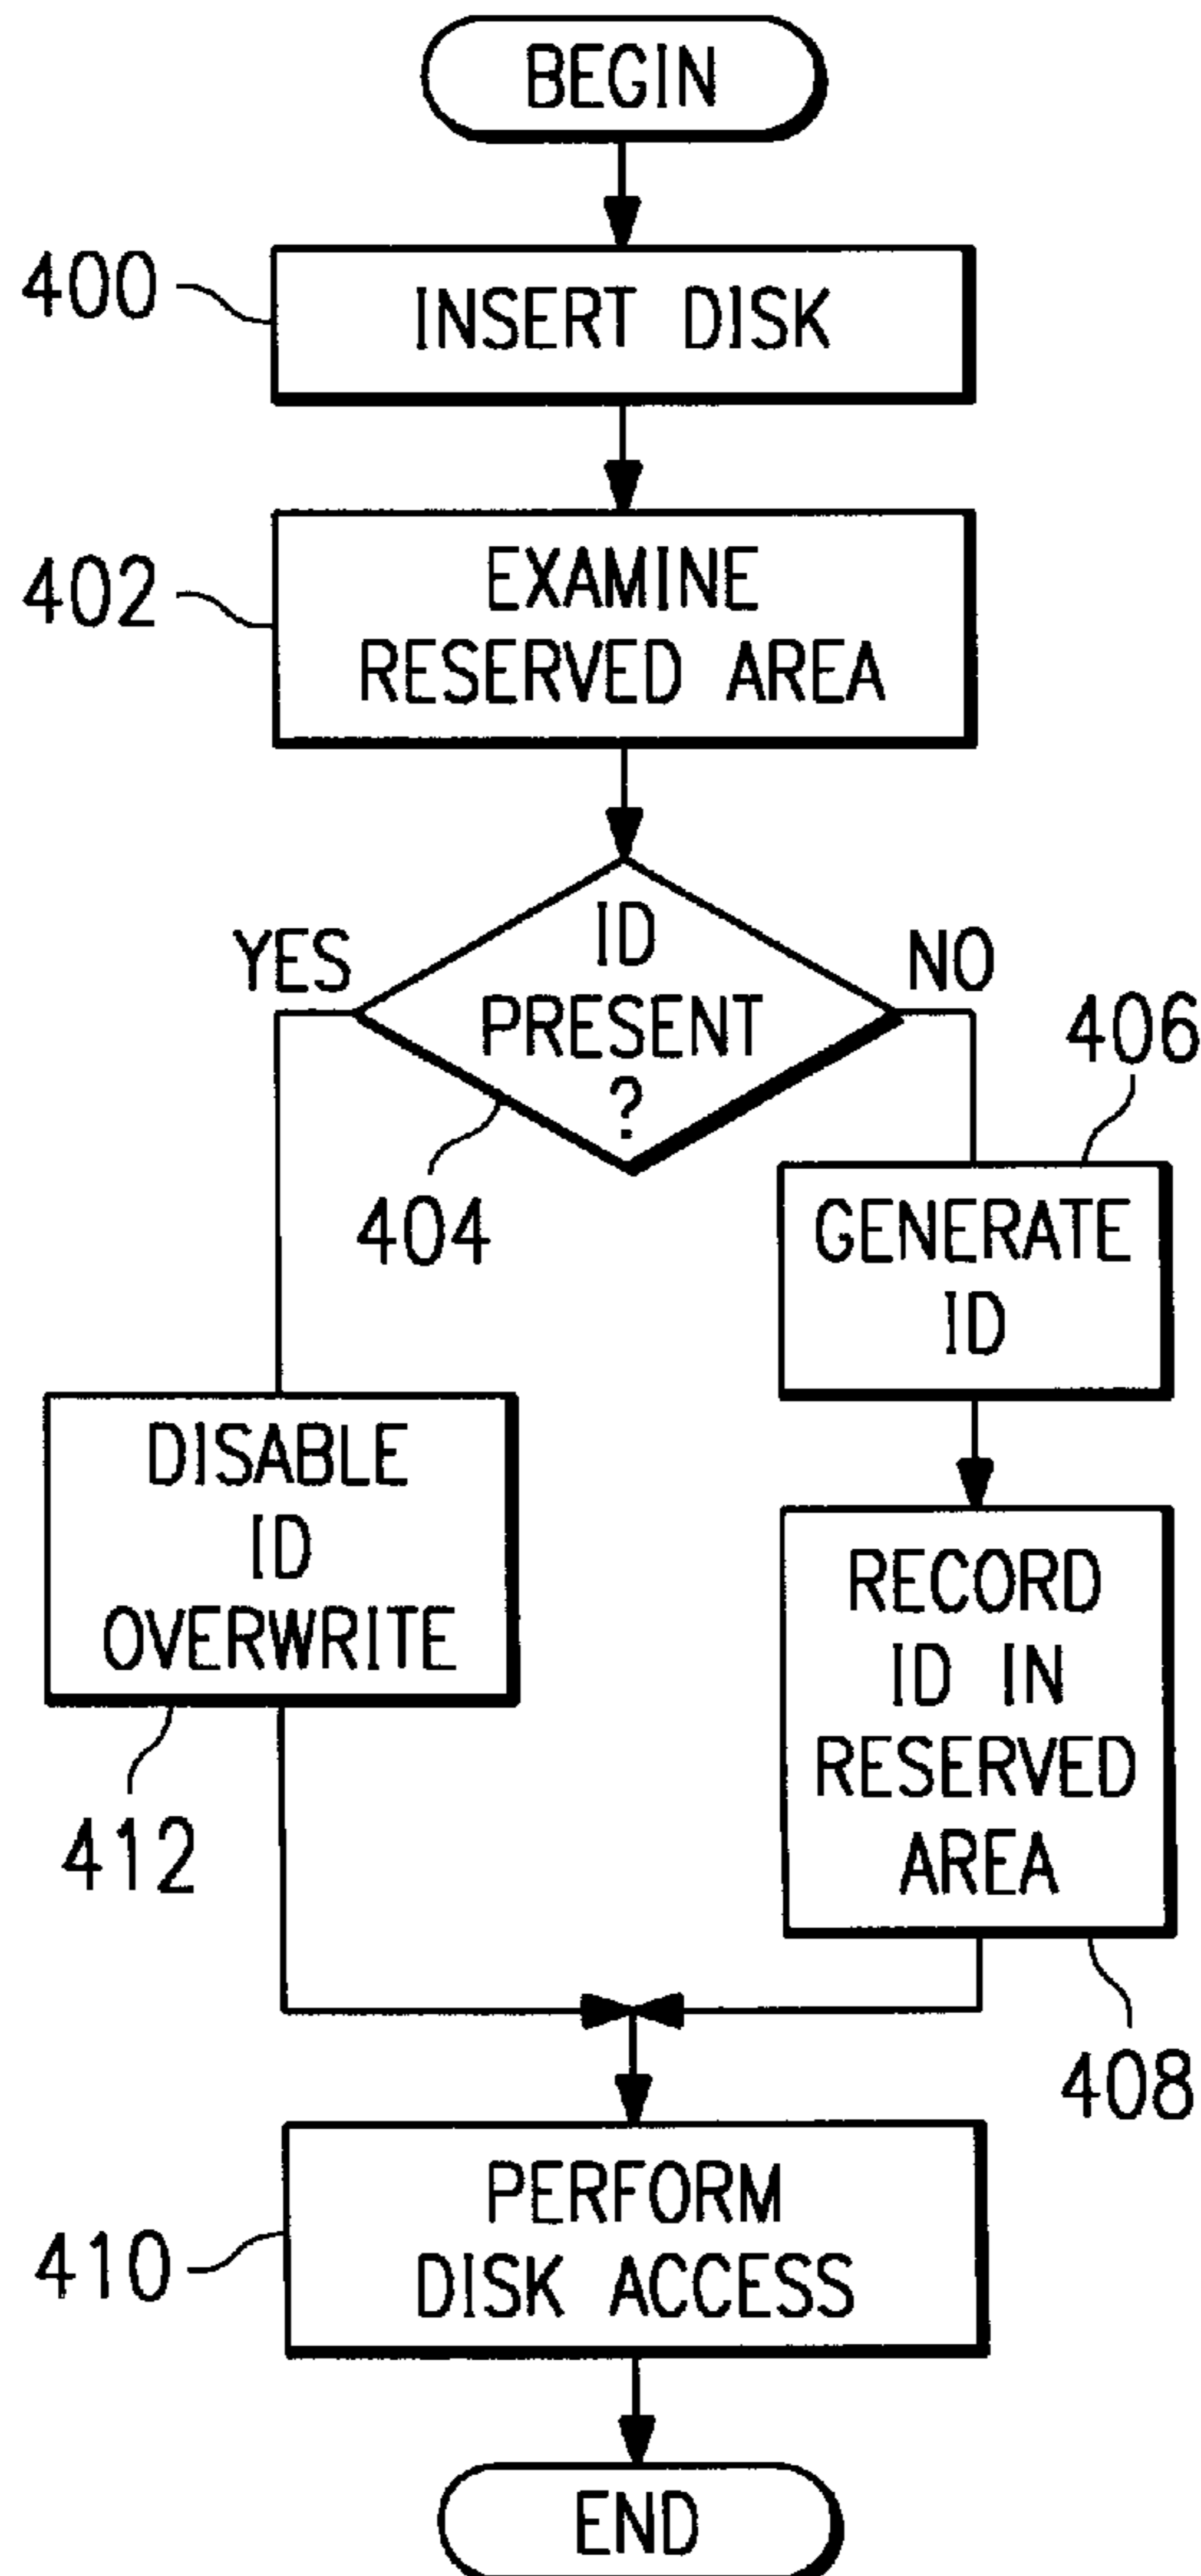 BEGIN
400
INSERT DISK
402
EXAMINE
RESERVED AREA
YES
ID
PRESENT
?
NO
404
406
GENERATE
ID
DISABLE
ID
OVERWRITE
412
RECORD
ID IN
RESERVED
AREA
408
410
PERFORM
DISK ACCESS
END